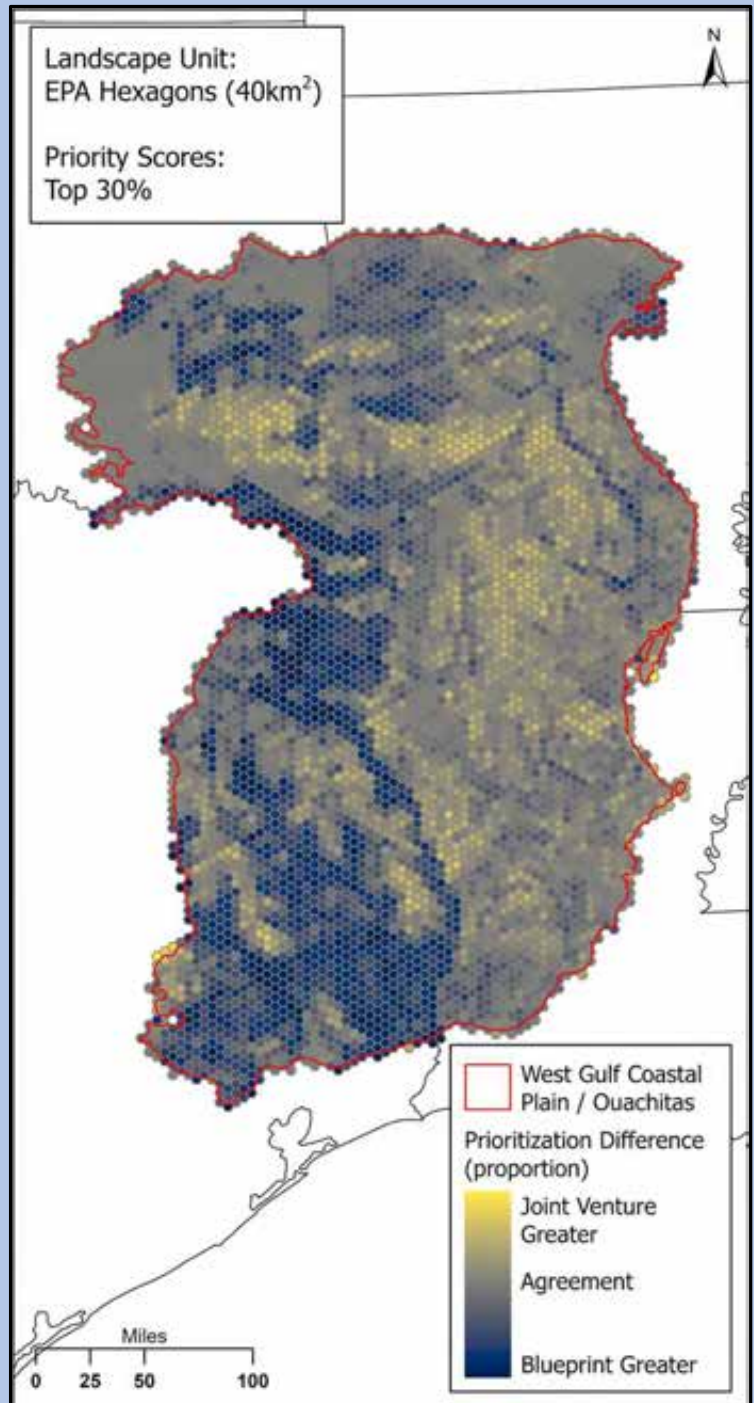 Landscape Unit:
EPA Hexagons (40km²)
Priority Scores:
Top 30%
N
West Gulf Coastal
Plain / Ouachitas
Prioritization Difference
(proportion)
Joint Venture
Greater
Agreement
Blueprint Greater
Miles
0 25 50 100